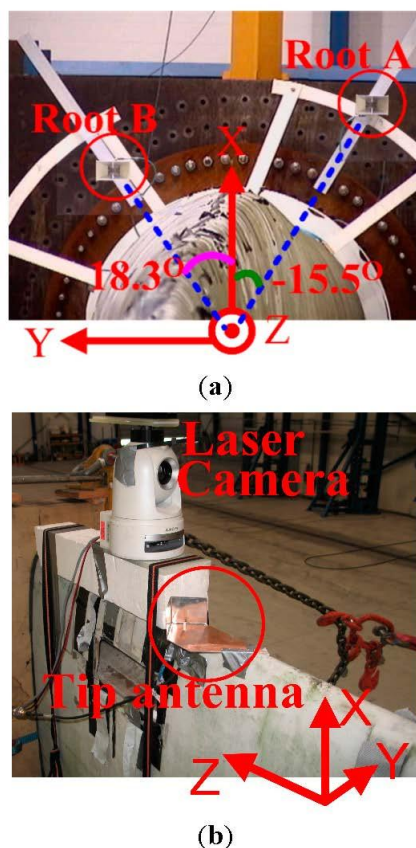 Root A
Root B
X
18.3°
-15.5°
Y
Z
(a)
Laser
Camera
Tip antenna
X
Z
Y
(b)